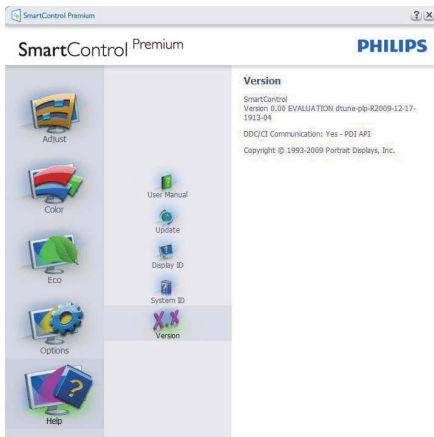 SmartControl Premium
SmartControl Premium
PHILIPS
Adjust
Color
Eco
Options
Help
User Manual
Update
Display ID
System ID
X.X
Version
Version
SmartControl
Version 0.00 EVALUATION dtune-plp-R2009-12-17-
1913-04
DDC/CI Communication: Yes - PDI API
Copyright © 1993-2009 Portrait Displays, Inc.